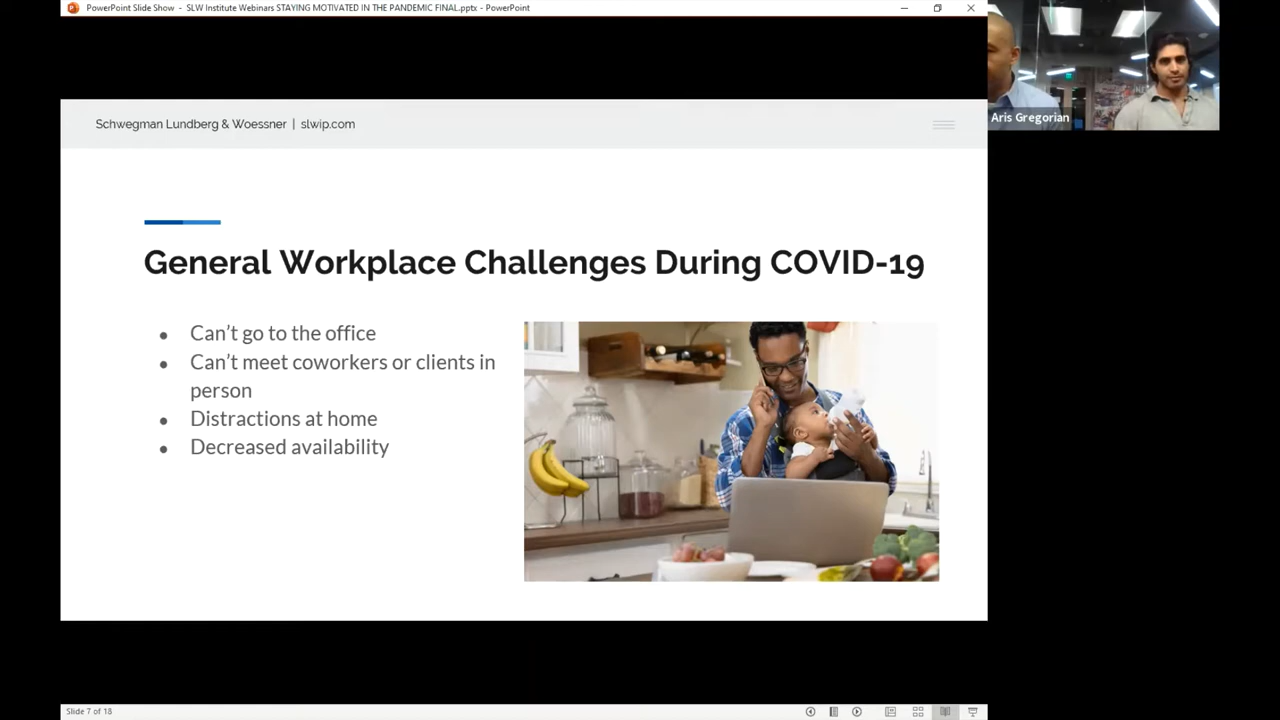 PowerPoint Slide Show - SLW Institute Webinars STAYING MOTIVATED IN THE PANDEMIC FINAL.pptx - PowerPoint
Aris Gregorian
Schwegman Lundberg & Woessner | slwip.com
General Workplace Challenges During COVID-19
• Can’t go to the office
• Can’t meet coworkers or clients in
person
• Distractions at home
• Decreased availability
Slide 7 of 18